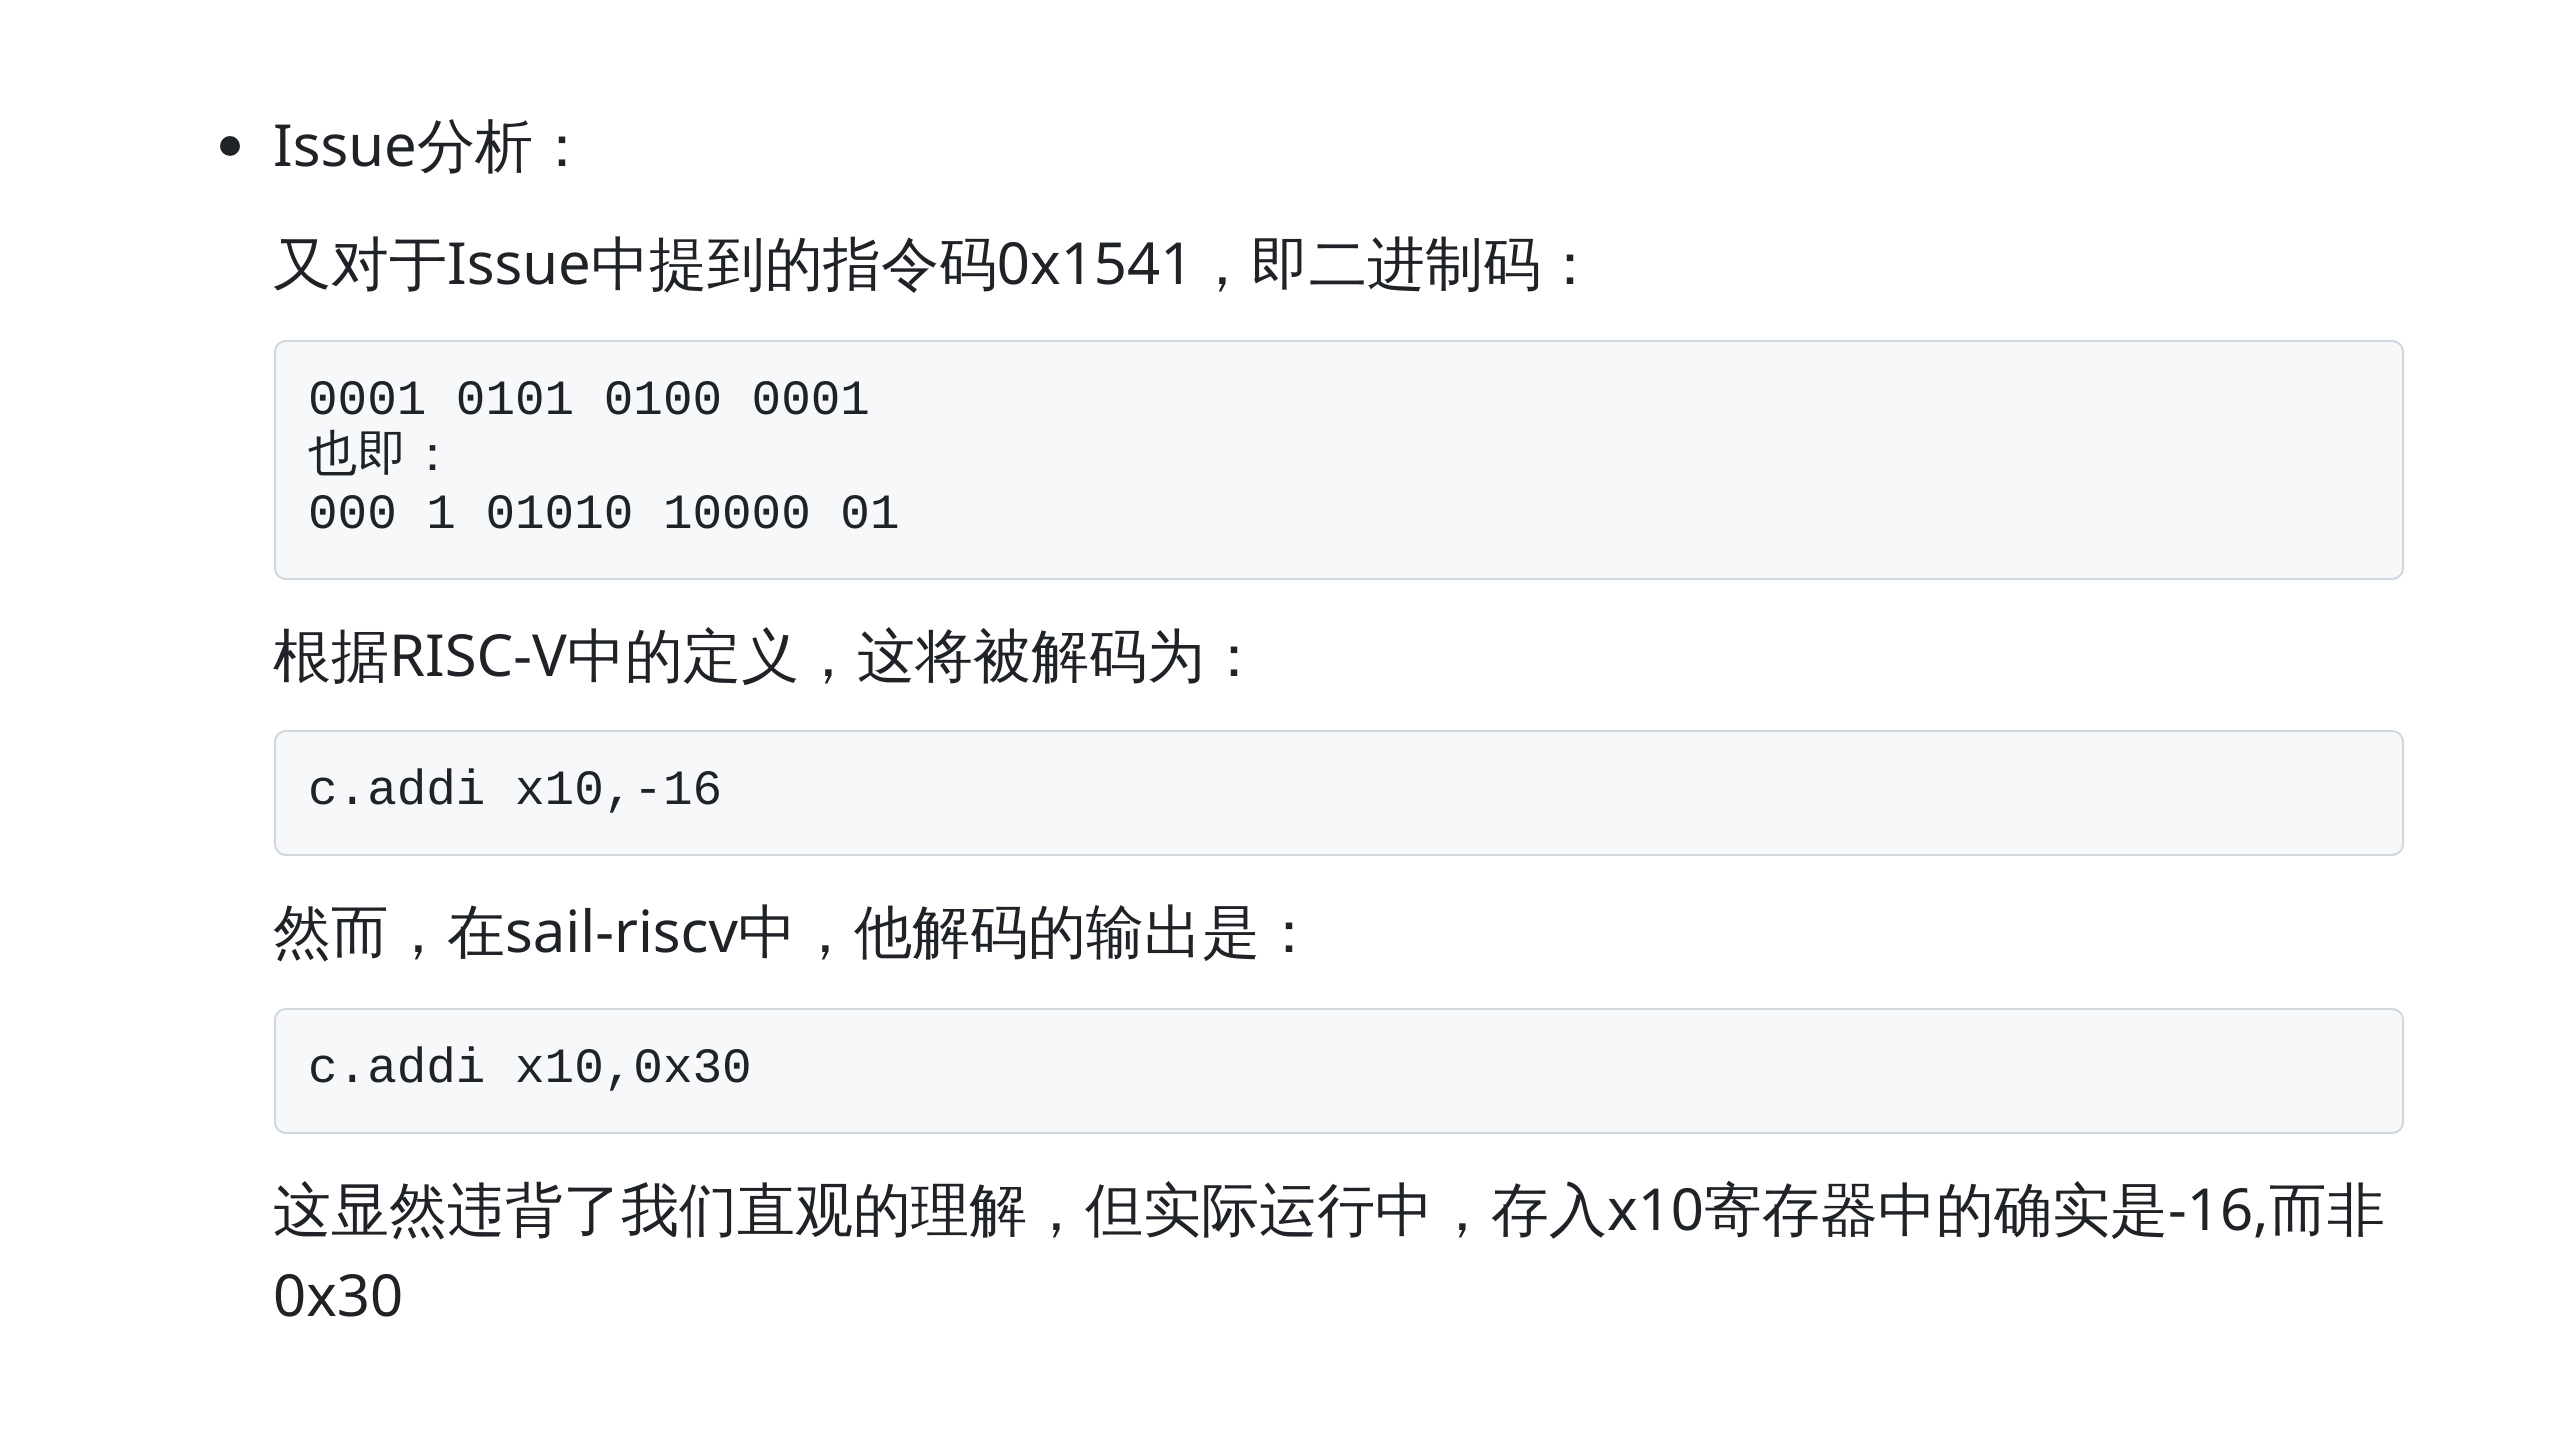 Issue分析：
又对于Issue中提到的指令码0x1541，即二进制码：
0001 0101 0100 0001
也即：
000 1 01010 10000 01
根据RISC-V中的定义，这将被解码为：
c.addi x10,-16
然而，在sail-riscv中，他解码的输出是：
c.addi x10,0x30
这显然违背了我们直观的理解，但实际运行中，存入x10寄存器中的确实是-16,而非
0x30